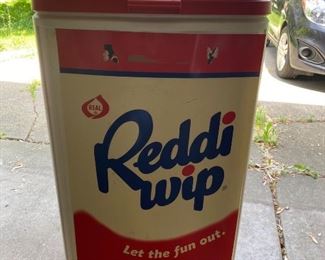 REAL
Reddi
wip®
Let the fun out.